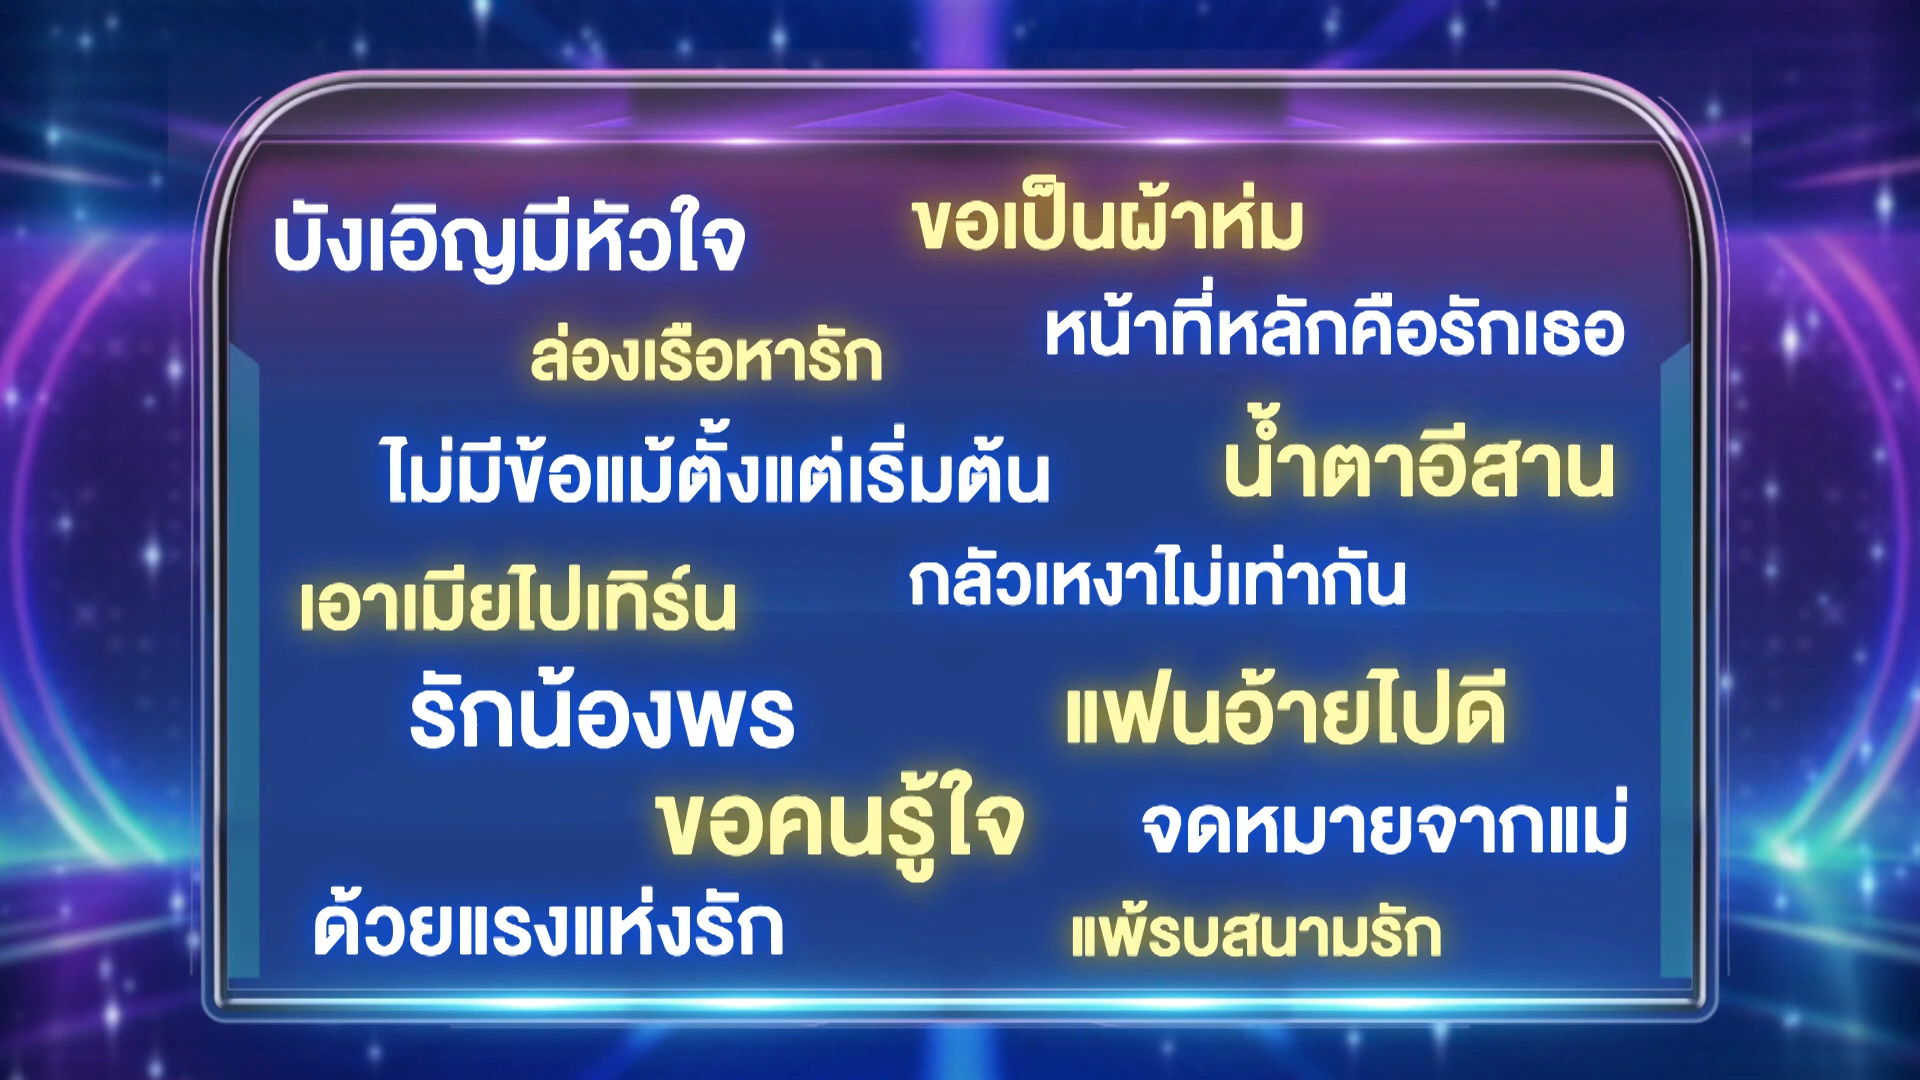 บังเอิญมีหัวใจ
ขอเป็นผ้าห่ม
ล่องเรือหารัก
หน้าที่หลักคือรักเธอ
ไม่มีข้อแม้ตั้งแต่เริ่มต้น
น้ำตาอีสาน
เอาเมียไปเทิร์น
กลัวเหงาไม่เท่ากัน
รักน้องพร
แฟนอ้ายไปดี
ขอคนรู้ใจ
จดหมายจากแม่
ด้วยแรงแห่งรัก
แพ้รบสนามรัก